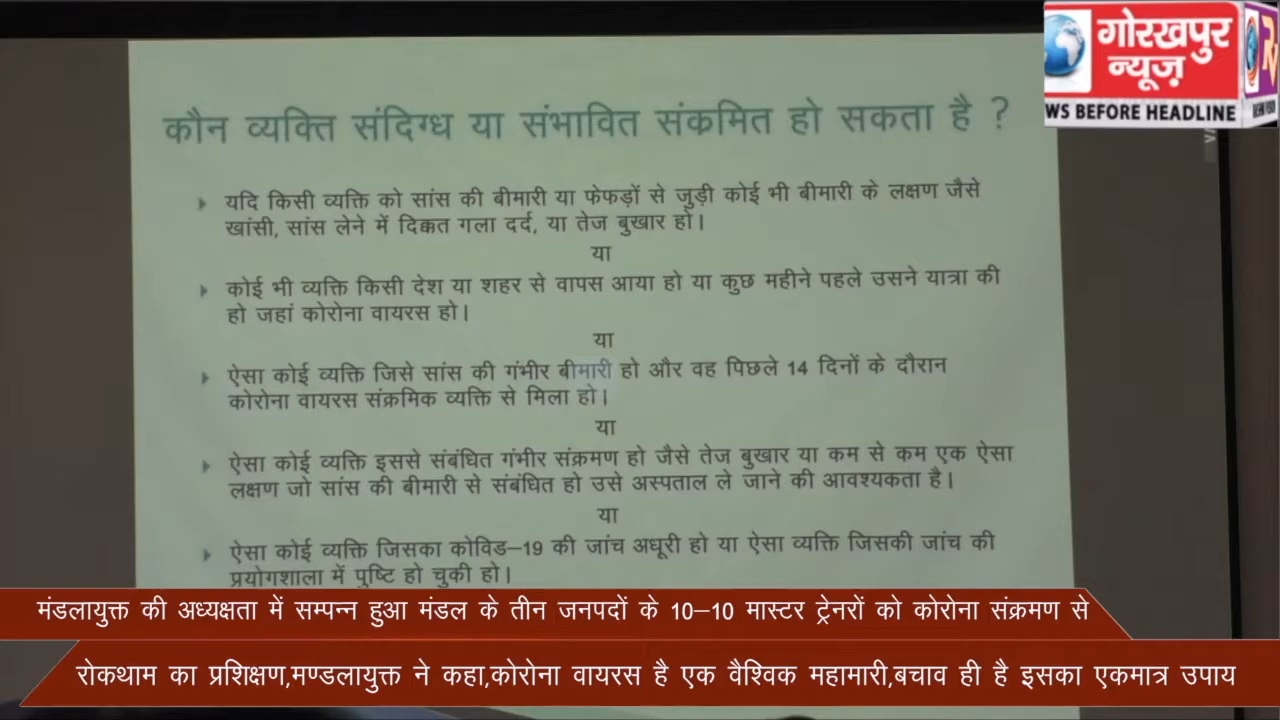 गोरखपुर
न्यूज़
WS BEFORE HEADLINE
कौन व्यक्ति संदिग्ध या संभावित संक्रमित हो सकता है ?
यदि किसी व्यक्ति को सांस की बीमारी या फेफड़ों से जुड़ी कोई भी बीमारी के लक्षण जैसे
खांसी, सांस लेने में दिक्कत गला दर्द, या तेज बुखार हो।
या
कोई भी व्यक्ति किसी देश या शहर से वापस आया हो या कुछ महीने पहले उसने यात्रा की
हो जहां कोरोना वायरस हो।
या
ऐसा कोई व्यक्ति जिसे सांस की गंभीर बीमारी हो और वह पिछले 14 दिनों के दौरान
कोरोना वायरस संक्रमिक व्यक्ति से मिला हो।
या
ऐसा कोई व्यक्ति इससे संबंधित गंभीर संक्रमण हो जैसे तेज बुखार या कम से कम एक ऐसा
लक्षण जो सांस की बीमारी से संबंधित हो उसे अस्पताल ले जाने की आवश्यकता है।
या
ऐसा कोई व्यक्ति जिसका कोविड–19 की जांच अधूरी हो या ऐसा व्यक्ति जिसकी जांच की
प्रयोगशाला में पुष्टि हो चुकी हो।
मंडलायुक्त की अध्यक्षता में सम्पन्न हुआ मंडल के तीन जनपदों के 10–10 मास्टर ट्रेनरों को कोरोना संक्रमण से
रोकथाम का प्रशिक्षण,मण्डलायुक्त ने कहा,कोरोना वायरस है एक वैश्विक महामारी,बचाव ही है इसका एकमात्र उपाय